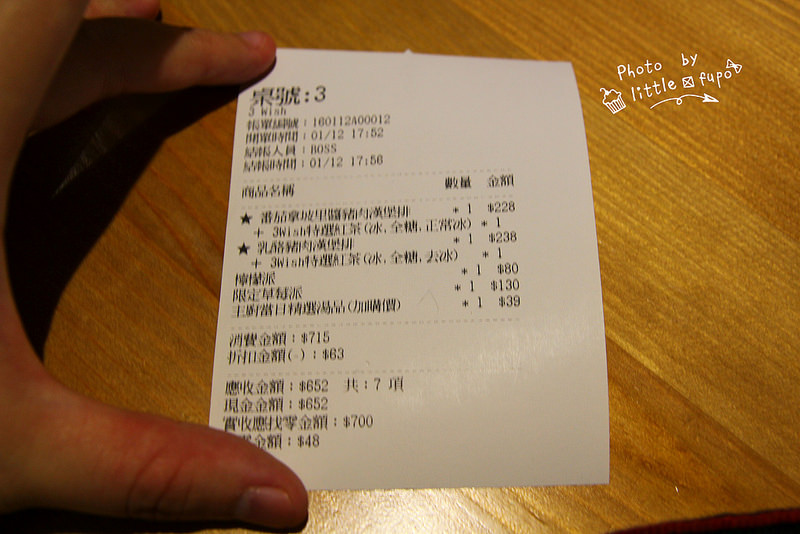 桌號:3
3 Wish
帳單編號:160112A00012
開單時間:01/12 17:52
結帳人員:BOSS
結帳時間:01/12 17:56
商品名稱 數量 金額
★ 番茄拿坡里醬豬肉漢堡排 * 1 $228
+ 3Wish特選紅茶(冰,全糖,正常冰) * 1
★ 乳酪豬肉漢堡排 * 1 $238
+ 3Wish特選紅茶(冰,全糖,去冰) * 1
檸檬派 * 1 $80
限定草莓派 * 1 $130
主廚當日精選湯品(加購價) * 1 $39
消費金額:$715
折扣金額(-):$63
應收金額:$652 共:7 項
現金金額:$652
實收應找零金額:$700
金額:$48
Photo by
little fupo